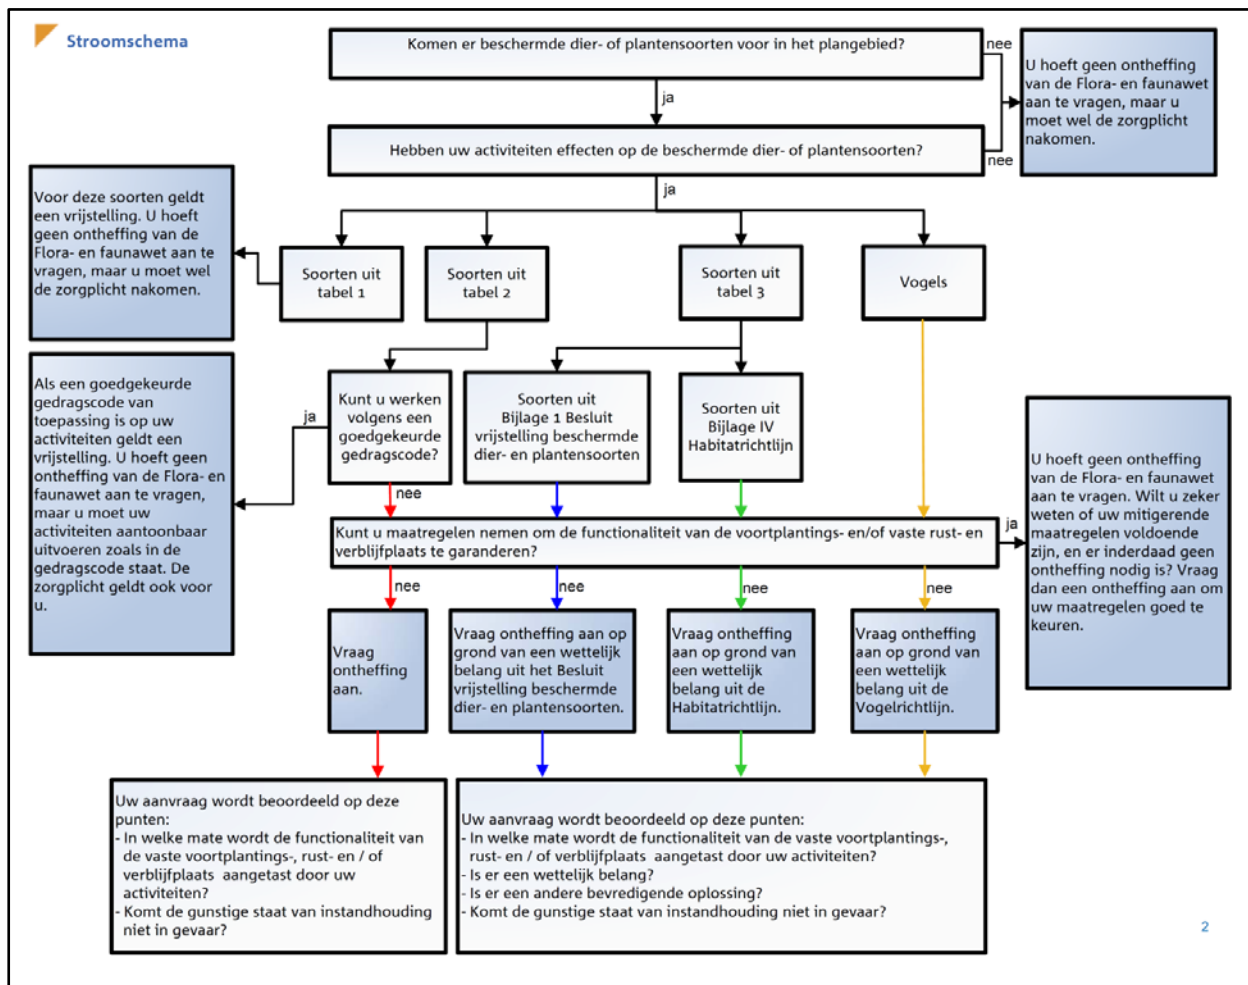 Stroomschema
Komen er beschermde dier- of plantensoorten voor in het plangebied?
nee
U hoeft geen ontheffing
van de Flora- en faunawet
aan te vragen, maar u
moet wel de zorgplicht
nakomen.
ja
Hebben uw activiteiten effecten op de beschermde dier- of plantensoorten?
nee
ja
Voor deze soorten geldt
een vrijstelling. U hoeft
geen ontheffing van de
Flora- en faunawet aan te
vragen, maar u moet wel
de zorgplicht nakomen.
Soorten uit
tabel 1
Soorten uit
tabel 2
Soorten uit
tabel 3
Vogels
Als een goedgekeurde
gedragscode van
toepassing is op uw
activiteiten geldt een
vrijstelling. U hoeft geen
ontheffing van de Flora- en
faunawet aan te vragen,
maar u moet uw
activiteiten aantoonbaar
uitvoeren zoals in de
gedragscode staat. De
zorgplicht geldt ook voor
u.
ja
Kunt u werken
volgens een
goedgekeurde
gedragscode?
Soorten uit
Bijlage 1 Besluit
vrijstelling beschermde
dier- en plantensoorten
Soorten uit
Bijlage IV
Habitatrichtlijn
nee
Kunt u maatregelen nemen om de functionaliteit van de voortplantings- en/of vaste rust- en
verblijfplaats te garanderen?
ja
U hoeft geen ontheffing
van de Flora- en faunawet
aan te vragen. Wilt u zeker
weten of uw mitigerende
maatregelen voldoende
zijn, en er inderdaad geen
ontheffing nodig is? Vraag
dan een ontheffing aan om
uw maatregelen goed te
keuren.
nee
nee
nee
nee
Vraag
ontheffing
aan.
Vraag ontheffing aan op
grond van een wettelijk
belang uit het Besluit
vrijstelling beschermde
dier- en plantensoorten.
Vraag ontheffing
aan op grond van
een wettelijk
belang uit de
Habitatrichtlijn.
Vraag ontheffing
aan op grond van
een wettelijk
belang uit de
Vogelrichtlijn.
Uw aanvraag wordt beoordeeld op deze
punten:
- In welke mate wordt de functionaliteit van
de vaste voortplantings-, rust- en / of
verblijfplaats aangetast door uw
activiteiten?
- Komt de gunstige staat van instandhouding
niet in gevaar?
Uw aanvraag wordt beoordeeld op deze punten:
- In welke mate wordt de functionaliteit van de vaste voortplantings-,
rust- en / of verblijfplaats aangetast door uw activiteiten?
- Is er een wettelijk belang?
- Is er een andere bevredigende oplossing?
- Komt de gunstige staat van instandhouding niet in gevaar?
2